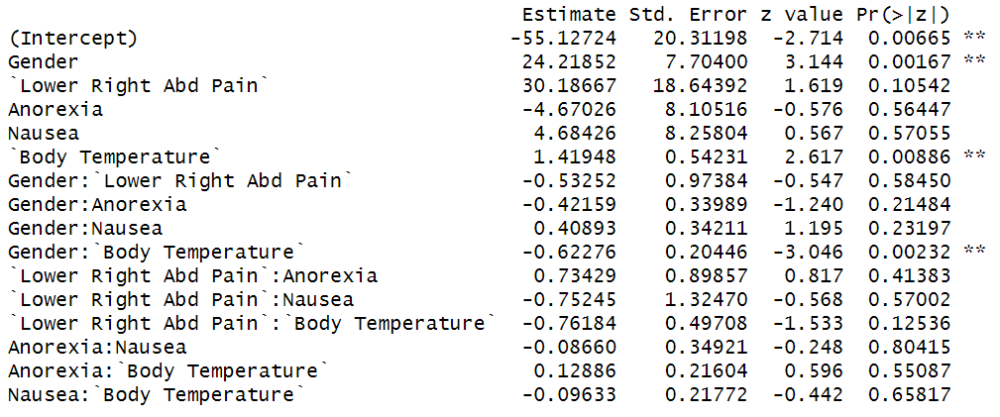 Estimate Std. Error z value Pr(>|z|)
(Intercept) -55.12724 20.31198 -2.714 0.00665 **
Gender 24.21852 7.70400 3.144 0.00167 **
`Lower Right Abd Pain` 30.18667 18.64392 1.619 0.10542
Anorexia -4.67026 8.10516 -0.576 0.56447
Nausea 4.68426 8.25804 0.567 0.57055
`Body Temperature` 1.41948 0.54231 2.617 0.00886 **
Gender:`Lower Right Abd Pain` -0.53252 0.97384 -0.547 0.58450
Gender:Anorexia -0.42159 0.33989 -1.240 0.21484
Gender:Nausea 0.40893 0.34211 1.195 0.23197
Gender:`Body Temperature` -0.62276 0.20446 -3.046 0.00232 **
`Lower Right Abd Pain`:Anorexia 0.73429 0.89857 0.817 0.41383
`Lower Right Abd Pain`:Nausea -0.75245 1.32470 -0.568 0.57002
`Lower Right Abd Pain`:`Body Temperature` -0.76184 0.49708 -1.533 0.12536
Anorexia:Nausea -0.08660 0.34921 -0.248 0.80415
Anorexia:`Body Temperature` 0.12886 0.21604 0.596 0.55087
Nausea:`Body Temperature` -0.09633 0.21772 -0.442 0.65817